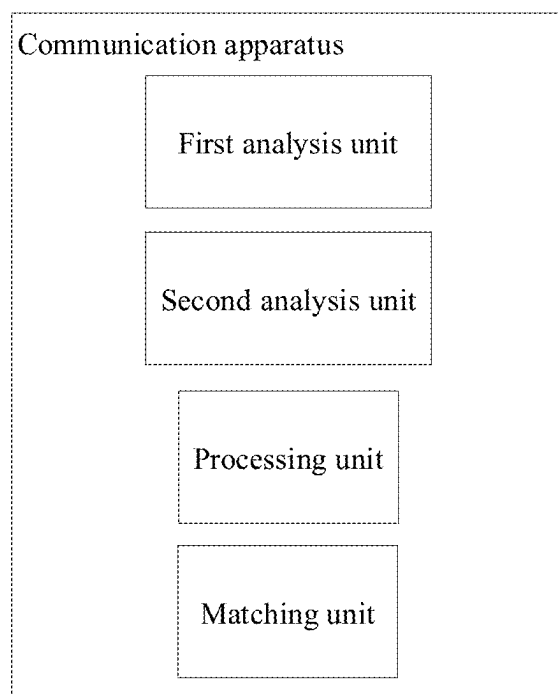 Communication apparatus
First analysis unit
Second analysis unit
Processing unit
Matching unit